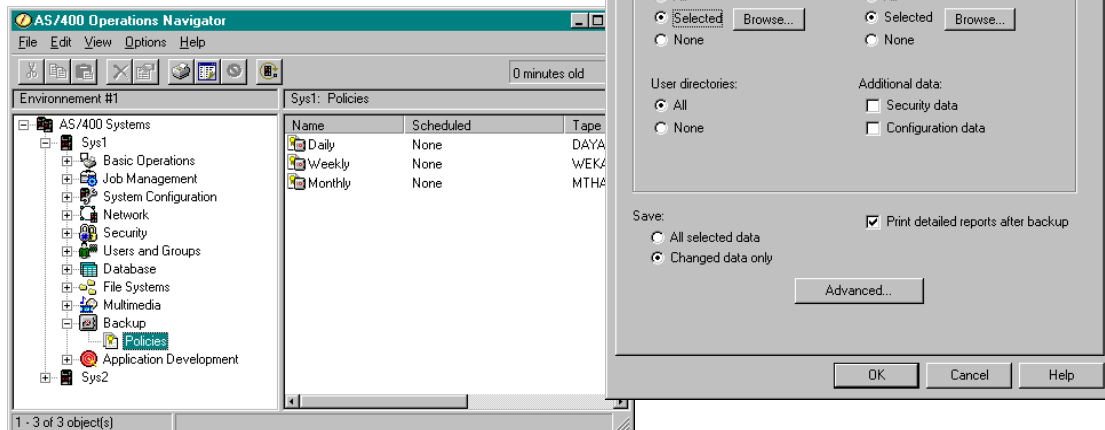 AS/400 Operations Navigator
File Edit View Options Help
0 minutes old
Environnement #1
Sys1: Policies
AS/400 Systems
Sys1
Basic Operations
Job Management
System Configuration
Network
Security
Users and Groups
Database
File Systems
Multimedia
Backup
Policies
Application Development
Sys2
Name Scheduled Tape
Daily None DAYA
Weekly None WEKA
Monthly None MTHA
1 - 3 of 3 object(s)
Selected Browse... Selected Browse...
None None
User directories: Additional data:
All Security data
None Configuration data
Save: Print detailed reports after backup
All selected data
Changed data only
Advanced...
OK Cancel Help